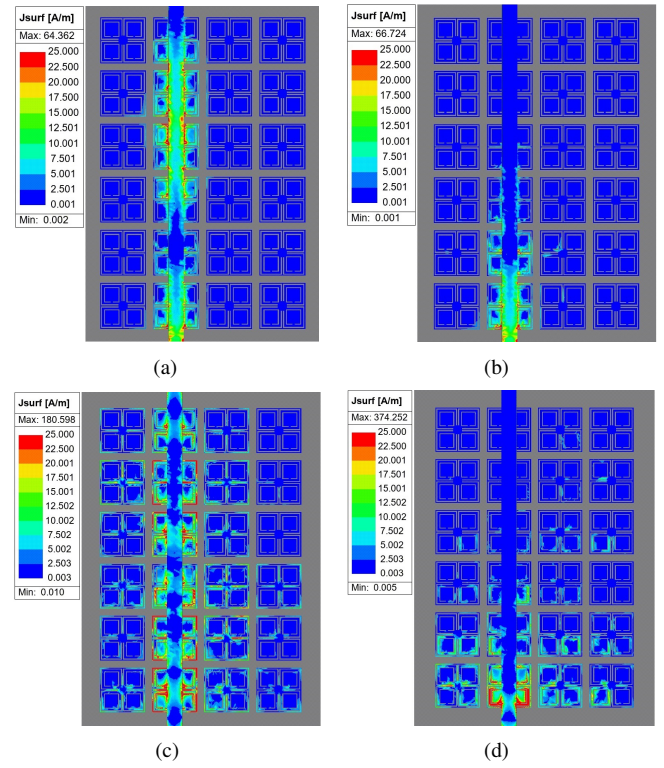 Jsurf [A/m]
Max: 64.362
25.000
22.500
20.000
17.500
15.000
12.501
10.001
7.501
5.001
2.501
0.001
Min: 0.002
(a)
Jsurf [A/m]
Max: 66.724
25.000
22.500
20.000
17.500
15.000
12.501
10.001
7.501
5.001
2.501
0.001
Min: 0.001
(b)
Jsurf [A/m]
Max: 180.598
25.000
22.500
20.001
17.501
15.001
12.502
10.002
7.502
5.002
2.503
0.003
Min: 0.010
(c)
Jsurf [A/m]
Max: 374.252
25.000
22.500
20.001
17.501
15.001
12.502
10.002
7.502
5.002
2.503
0.003
Min: 0.005
(d)